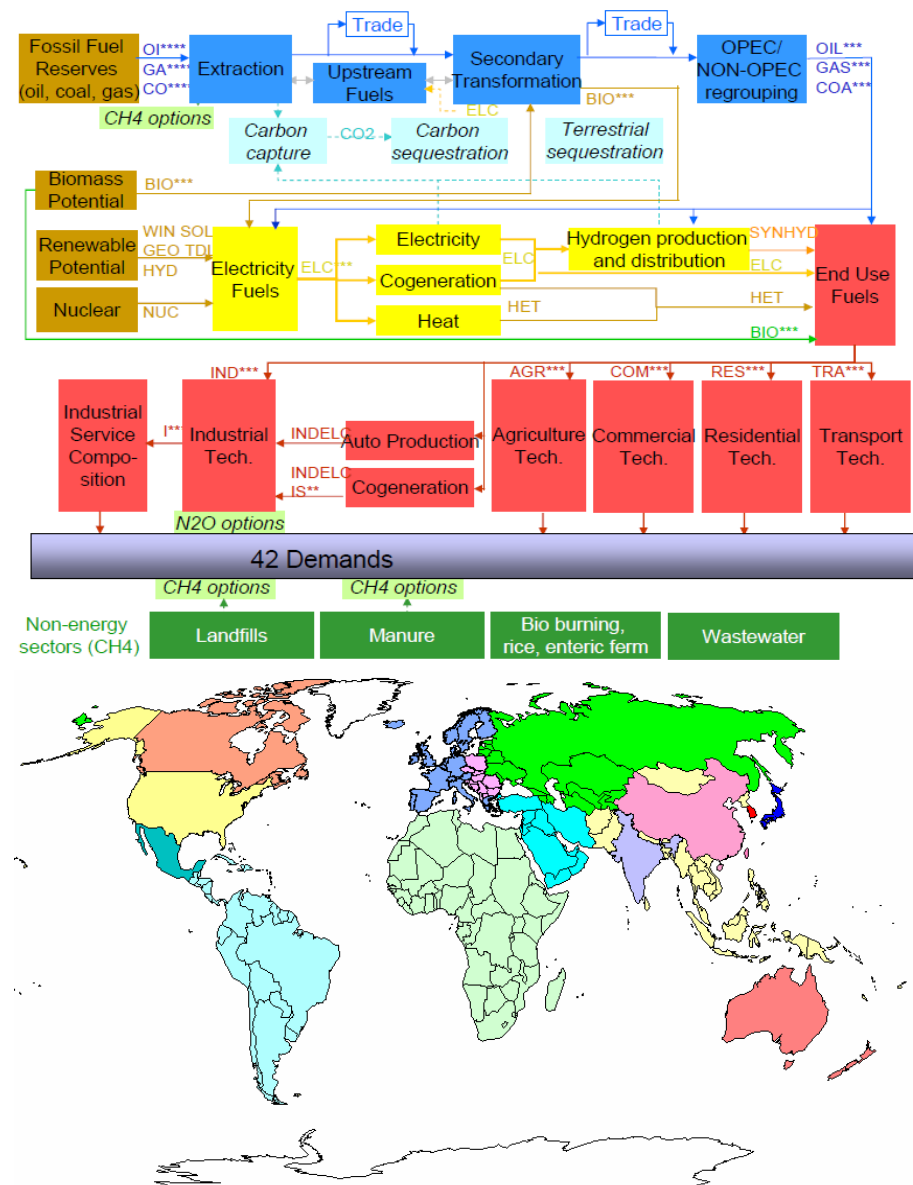 Trade
Trade
Fossil Fuel
Reserves
(oil, coal, gas)
OI****
GA****
CO****
Extraction
Upstream
Fuels
Secondary
Transformation
OPEC/
NON-OPEC
regrouping
OIL***
GAS***
COA***
CH4 options
ELC
BIO***
Carbon
capture
CO2
Carbon
sequestration
Terrestrial
sequestration
Biomass
Potential
BIO***
Renewable
Potential
WIN SOL
GEO TDL
HYD
Electricity
Fuels
ELC***
Electricity
Cogeneration
Heat
ELC
HET
Hydrogen production
and distribution
SYNHYD
ELC
HET
End Use
Fuels
Nuclear
NUC
BIO***
IND***
AGR***
COM***
RES***
TRA***
Industrial
Service
Compo-
sition
I***
Industrial
Tech.
INDELC
Auto Production
INDELC
IS**
Cogeneration
Agriculture
Tech.
Commercial
Tech.
Residential
Tech.
Transport
Tech.
N2O options
42 Demands
CH4 options
CH4 options
Non-energy
sectors (CH4)
Landfills
Manure
Bio burning,
rice, enteric ferm
Wastewater